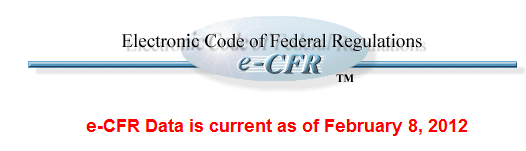 Electronic Code of Federal Regulations
e-CFR
TM
e-CFR Data is current as of February 8, 2012